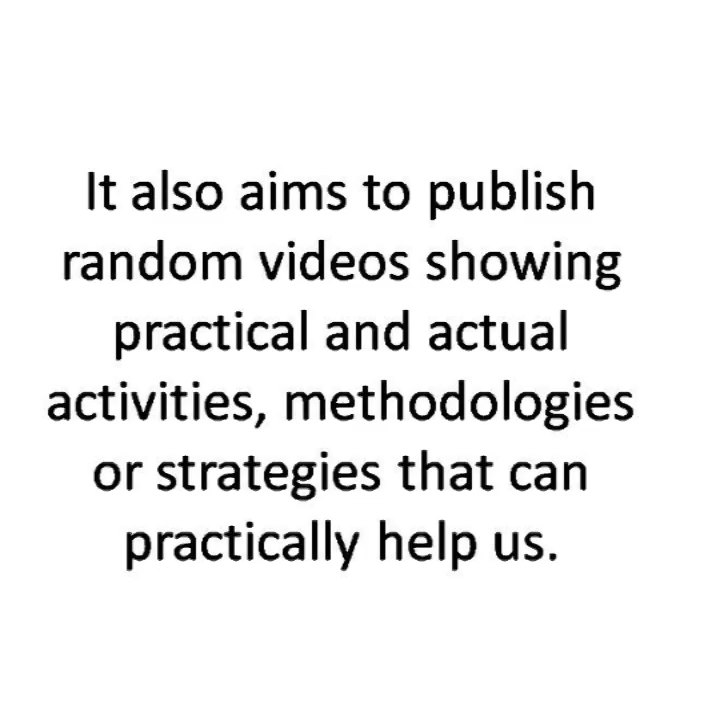 It also aims to publish
random videos showing
practical and actual
activities, methodologies
or strategies that can
practically help us.